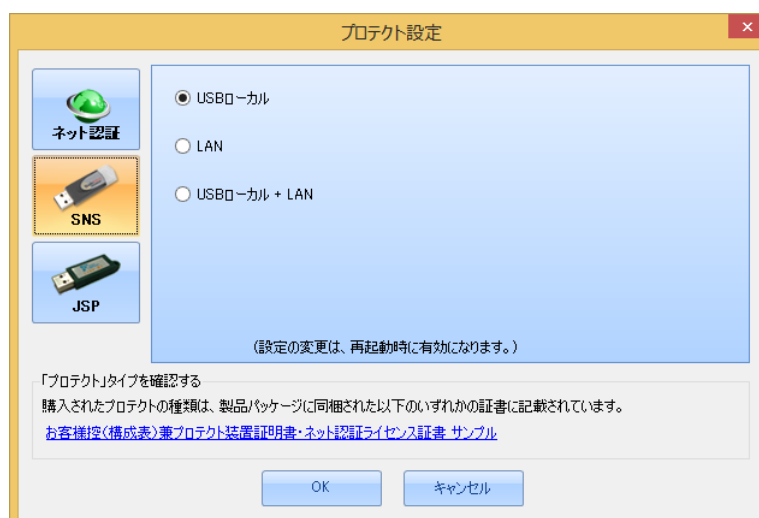 プロテクト設定
ネット認証
SNS
JSP
USBローカル
LAN
USBローカル + LAN
(設定の変更は、再起動時に有効になります。)
「プロテクト」タイプを確認する
購入されたプロテクトの種類は、製品パッケージに同梱された以下のいずれかの証書に記載されています。
お客様控(構成表)兼プロテクト装置証明書・ネット認証ライセンス証書 サンプル
OK
キャンセル